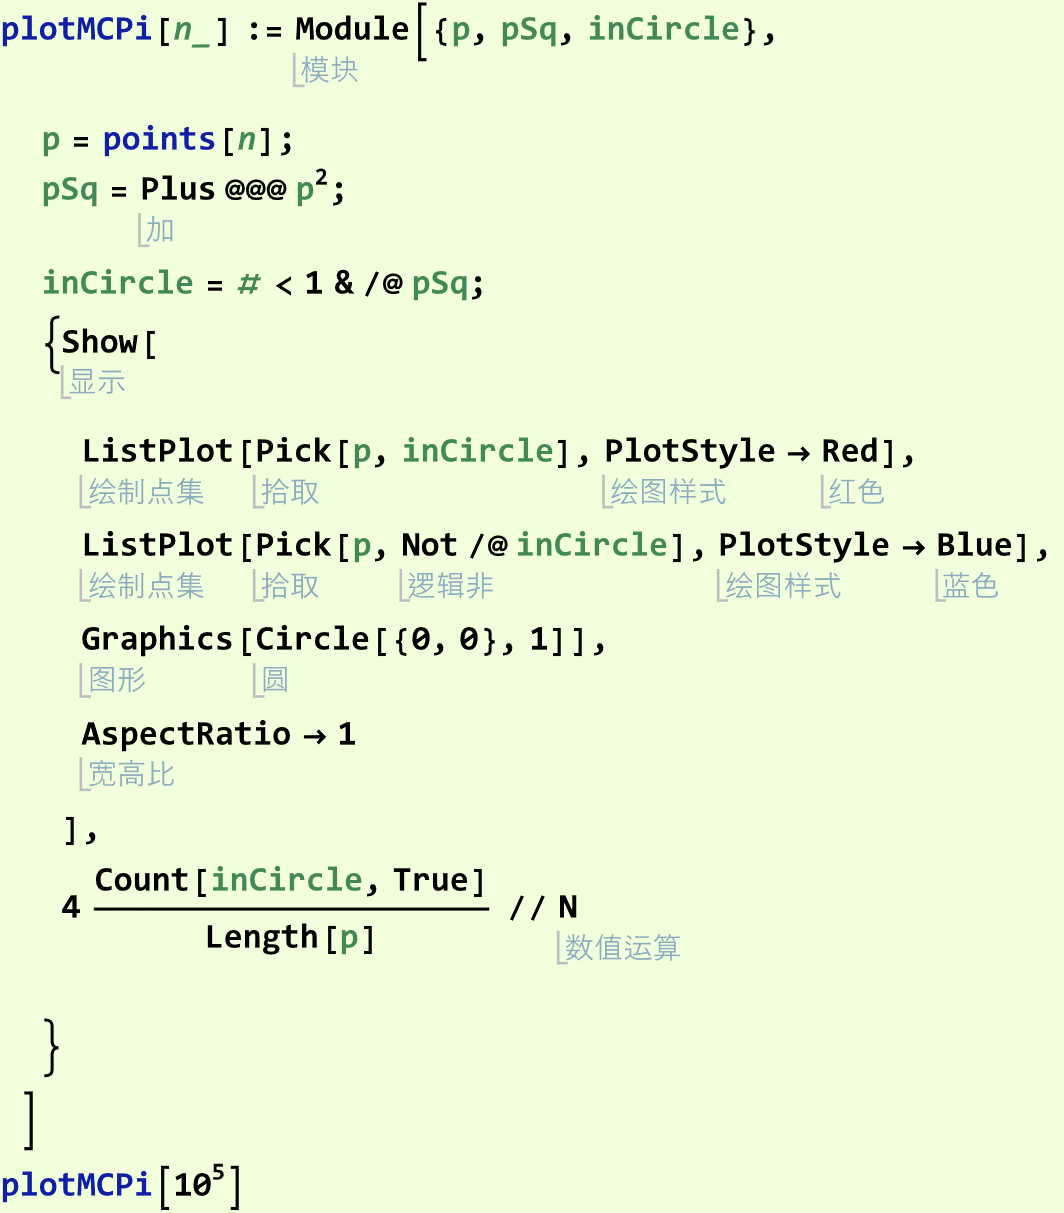 plotMCPi[n_] := Module[{p, pSq, inCircle},
模块
p = points[n];
pSq = Plus @@@ p²;
加
inCircle = # < 1 & /@ pSq;
{Show[
显示
ListPlot[Pick[p, inCircle], PlotStyle → Red],
绘制点集 拾取 绘图样式 红色
ListPlot[Pick[p, Not /@ inCircle], PlotStyle → Blue],
绘制点集 拾取 逻辑非 绘图样式 蓝色
Graphics[Circle[{0, 0}, 1]],
图形 圆
AspectRatio → 1
宽高比
],
Count[inCircle, True]
4 // N
Length[p]
数值运算
}
]
plotMCPi[10⁵]